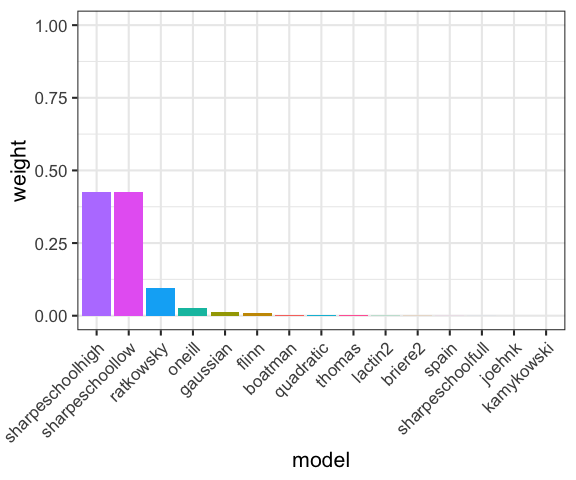 1.00
0.75
0.50
0.25
0.00
weight
sharpeschoolhigh
sharpeschoollow
ratkowsky
oneill
gaussian
flinn
boatman
quadratic
thomas
lactin2
briere2
spain
sharpeschoolfull
joehnk
kamykowski
model